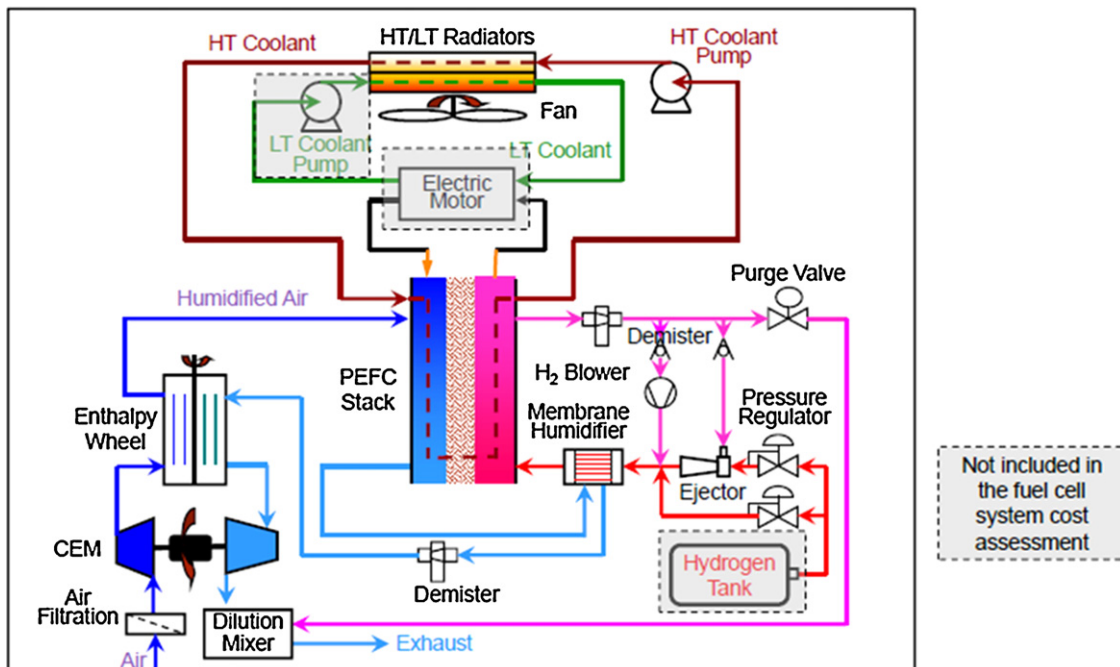 HT Coolant
HT/LT Radiators
HT Coolant
Pump
Fan
LT Coolant
Pump
LT Coolant
Electric
Motor
Purge Valve
Humidified Air
Demister
H₂ Blower
PEFC
Stack
Enthalpy
Wheel
Membrane
Humidifier
Pressure
Regulator
Ejector
Not included in
the fuel cell
system cost
assessment
CEM
Hydrogen
Tank
Demister
Air
Filtration
Dilution
Mixer
Exhaust
Air